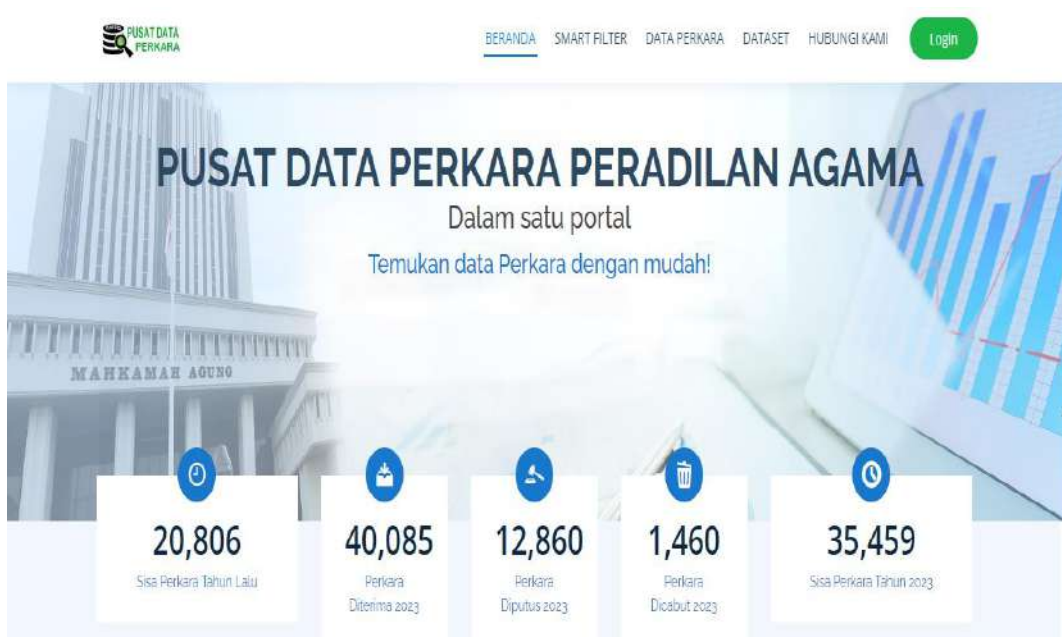 PUSAT DATA
PERKARA
BERANDA SMART FILTER DATA PERKARA DATASET HUBUNGI KAMI Login
PUSAT DATA PERKARA PERADILAN AGAMA
Dalam satu portal
Temukan data Perkara dengan mudah!
MAHKAMAH AGUNG
20,806
Sisa Perkara Tahun Lalu
40,085
Perkara
Diterima 2023
12,860
Perkara
Diputus 2023
1,460
Perkara
Dicabut 2023
35,459
Sisa Perkara Tahun 2023